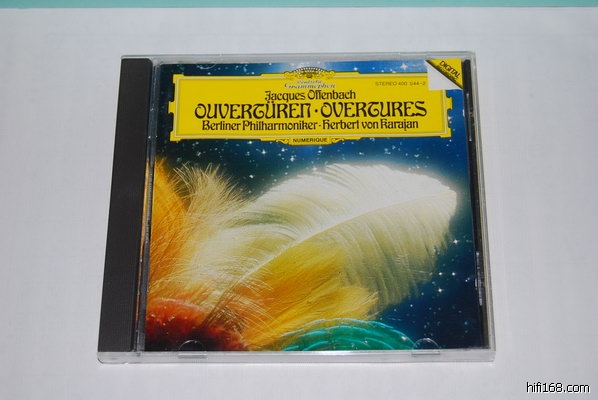 Deutsche
Grammophon
STEREO 400 044-2
DIGITAL
Jacques Offenbach
OUVERTÜREN · OVERTURES
Berliner Philharmoniker · Herbert von Karajan
NUMERIQUE
hifi168.com